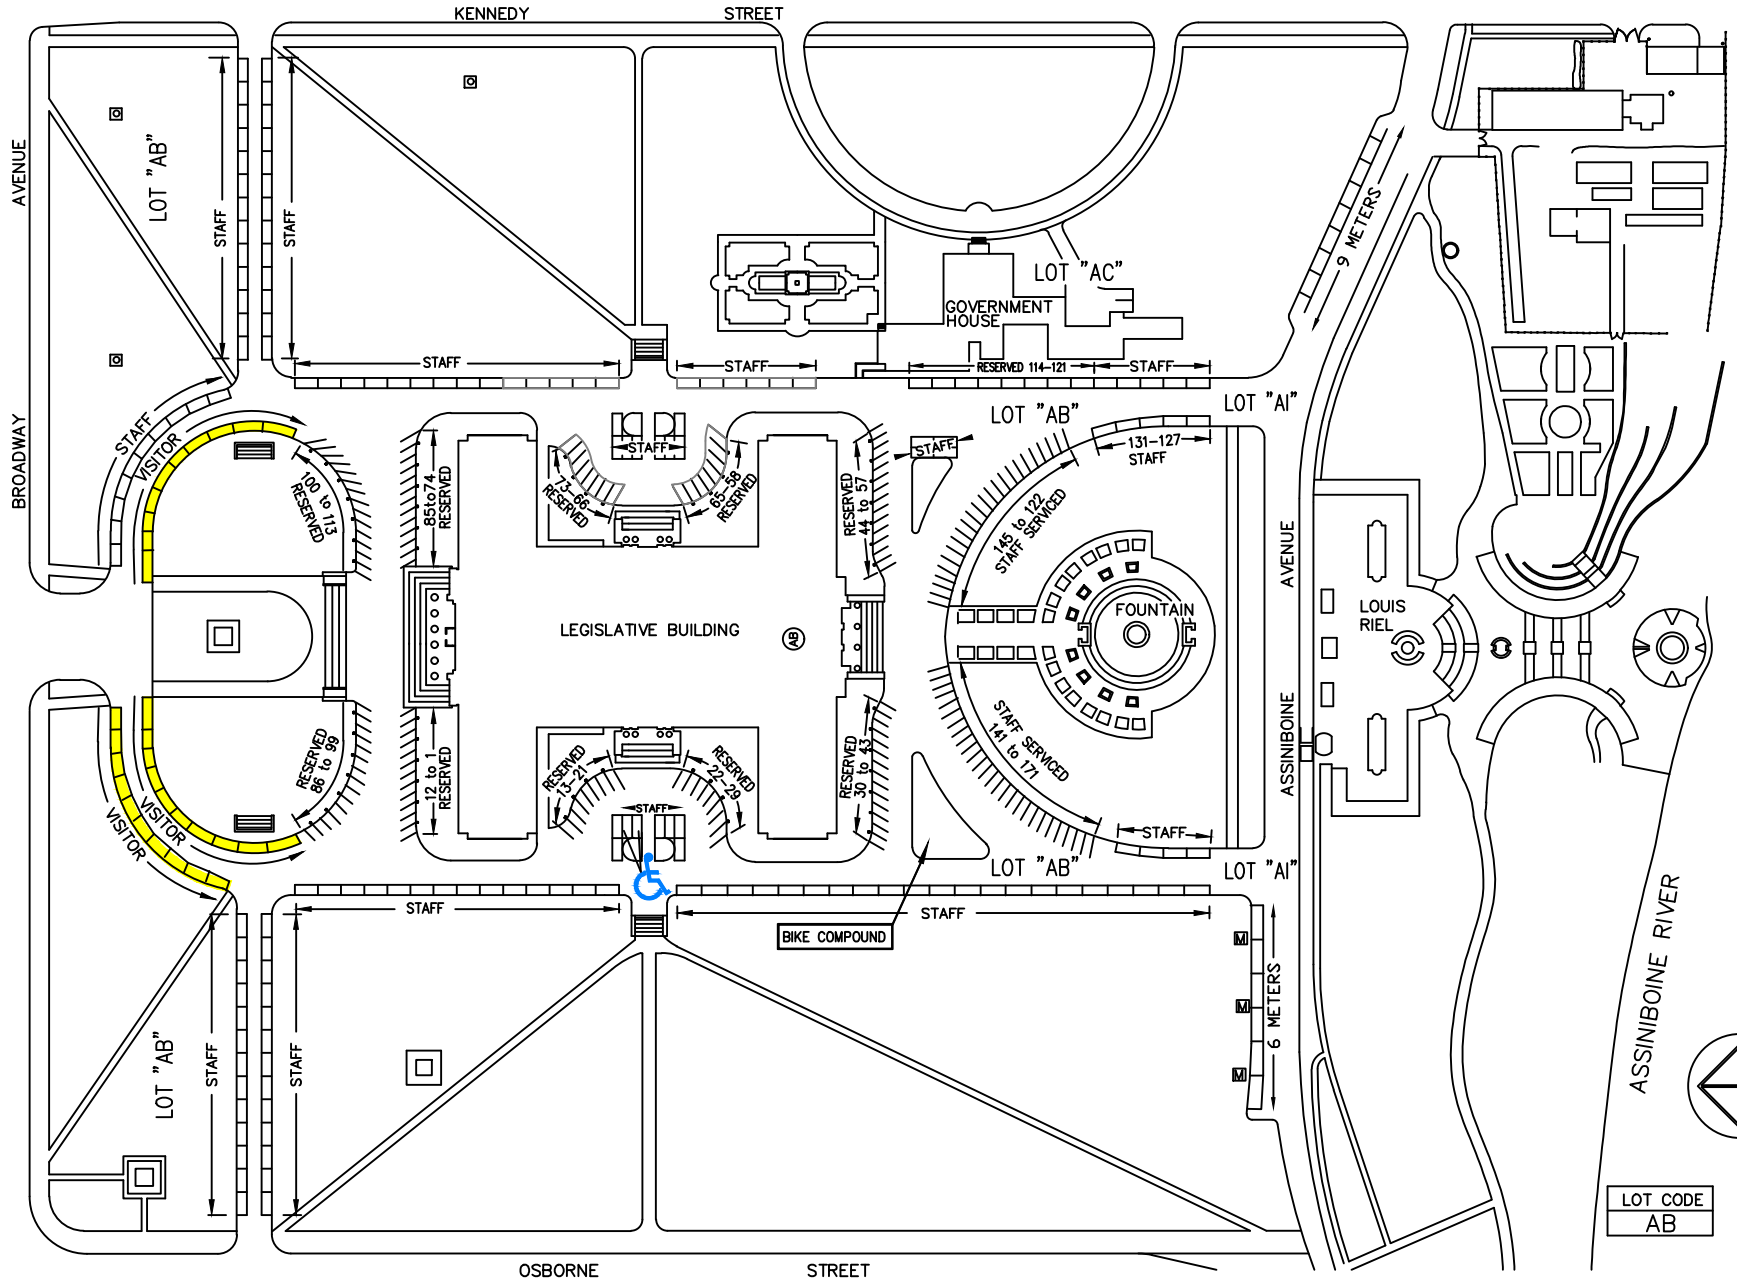 KENNEDY STREET
BROADWAY AVENUE
LOT "AB"
STAFF
STAFF
STAFF
VISITOR
STAFF
STAFF
RESERVED 114-121
STAFF
LOT "AC"
GOVERNMENT
HOUSE
9 METERS
LOT "AB"
LOT "AI"
100 to 113
RESERVED
85to74
RESERVED
STAFF
73-66
RESERVED
65-58
RESERVED
RESERVED
44 to 57
STAFF
131-127
STAFF
145 to 122
STAFF SERVICED
FOUNTAIN
LEGISLATIVE BUILDING
AB
ASSINIBOINE AVENUE
LOUIS
RIEL
RESERVED
86 to 99
12 to 1
RESERVED
RESERVED
13-21
RESERVED
22-29
RESERVED
30 to 43
STAFF SERVICED
141 to 171
STAFF
STAFF
VISITOR
VISITOR
LOT "AB"
LOT "AI"
STAFF
STAFF
BIKE COMPOUND
LOT "AB"
STAFF
STAFF
M
M
M
6 METERS
ASSINIBOINE RIVER
LOT CODE
AB
OSBORNE STREET